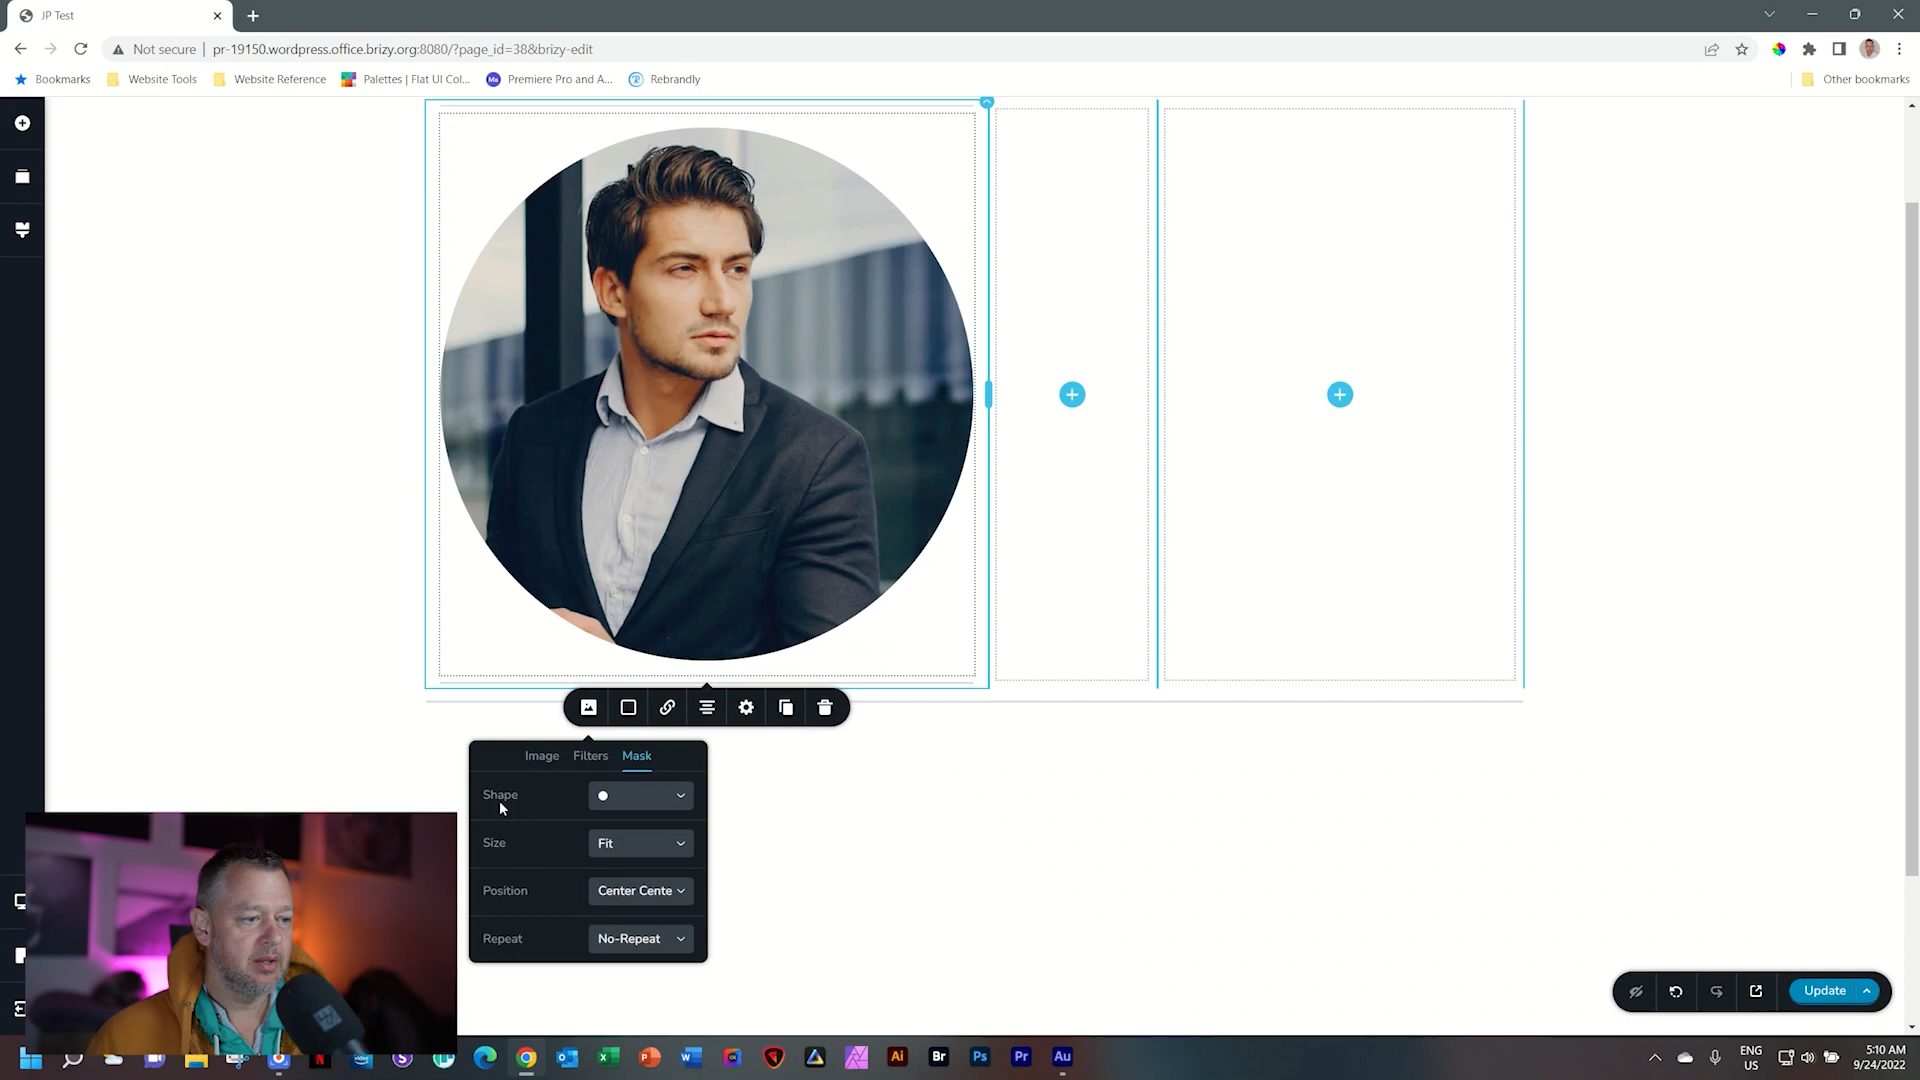 JP Test
Not secure
pr-19150.wordpress.office.brizy.org:8080/?page_id=38&brizy-edit
Bookmarks
Website Tools
Website Reference
Palettes | Flat UI Col...
Premiere Pro and A...
Rebrandly
Other bookmarks
Image
Filters
Mask
Shape
Size
Fit
Position
Center Cente
Repeat
No-Repeat
Update
Ai
Br
Ps
Pr
Au
ENG
US
5:10 AM
9/24/2022